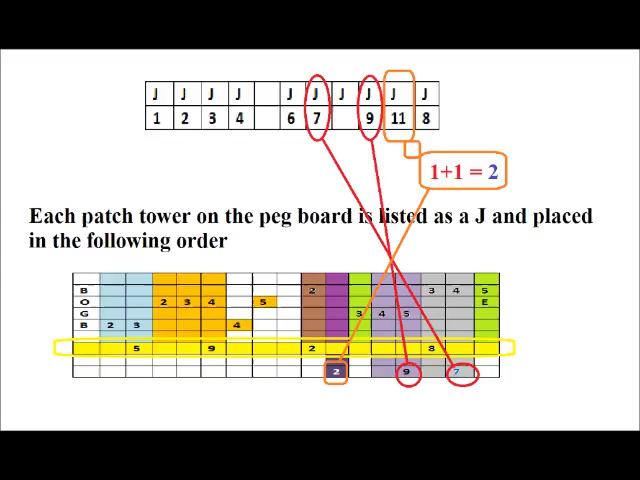 J J J J J J J J J J
1 2 3 4 6 7 9 11 8
1+1 = 2
Each patch tower on the peg board is listed as a J and placed
in the following order
B 2 3 4 5
O 2 3 4 5 E
G 3 4 5
B 2 3 4
5 9 2 8
2 9 7